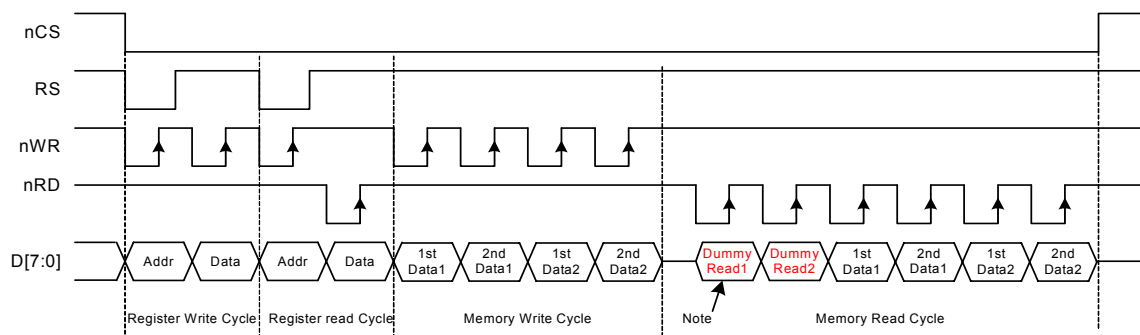 nCS
RS
nWR
nRD
D[7:0]
Addr
Data
Addr
Data
1st
Data1
2nd
Data1
1st
Data2
2nd
Data2
Dummy
Read1
Dummy
Read2
1st
Data1
2nd
Data1
1st
Data2
2nd
Data2
Register Write Cycle
Register read Cycle
Memory Write Cycle
Note
Memory Read Cycle